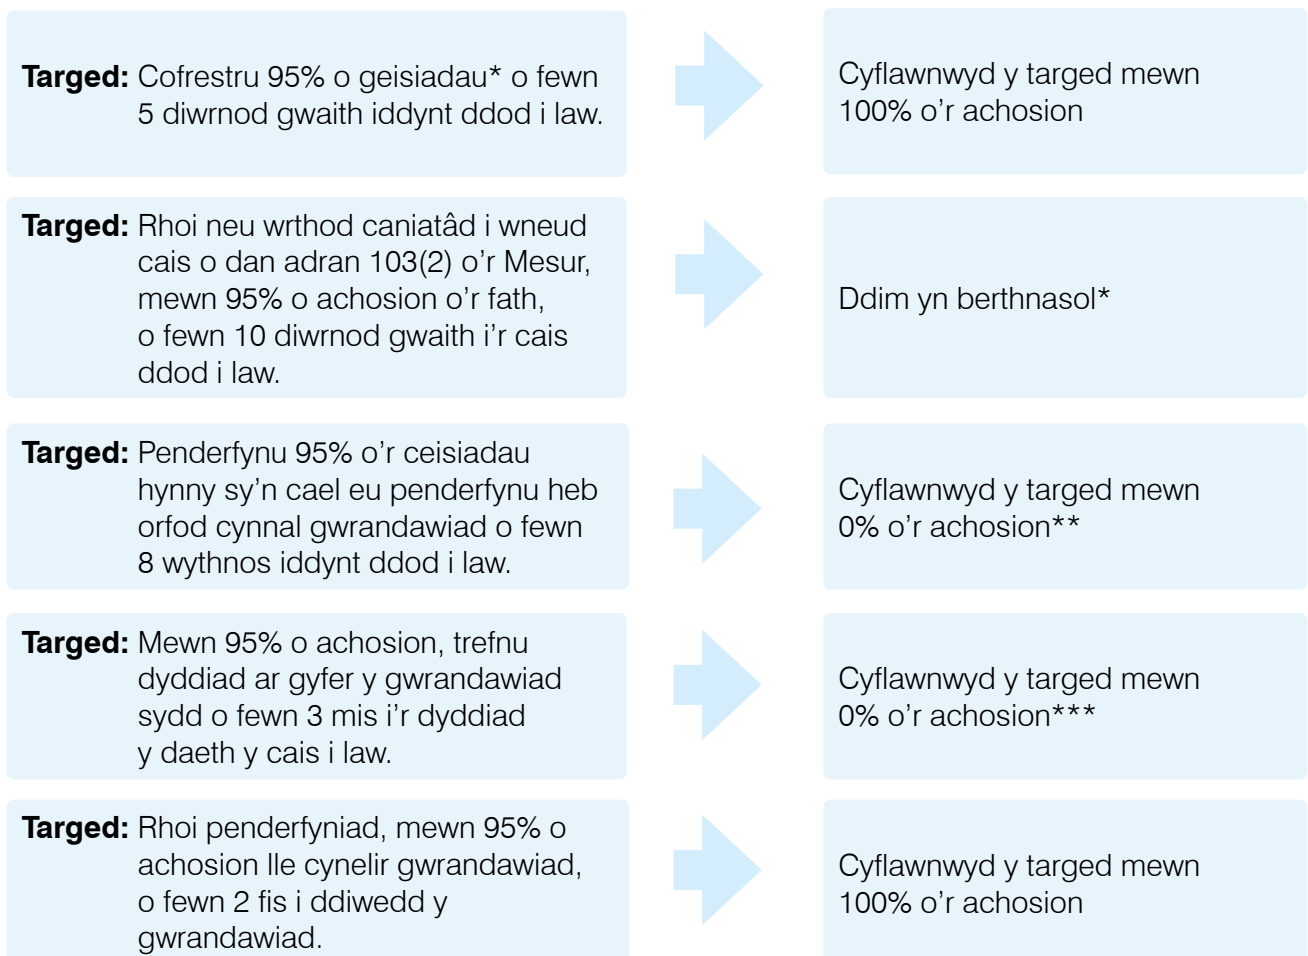 Targed: Cofrestru 95% o geisiadau* o fewn
5 diwrnod gwaith iddynt ddod i law.
Cyflawnwyd y targed mewn
100% o'r achosion
Targed: Rhoi neu wrthod caniatâd i wneud
cais o dan adran 103(2) o'r Mesur,
mewn 95% o achosion o'r fath,
o fewn 10 diwrnod gwaith i'r cais
ddod i law.
Ddim yn berthnasol*
Targed: Penderfynu 95% o'r ceisiadau
hynny sy'n cael eu penderfynu heb
orfod cynnal gwrandawiad o fewn
8 wythnos iddynt ddod i law.
Cyflawnwyd y targed mewn
0% o'r achosion**
Targed: Mewn 95% o achosion, trefnu
dyddiad ar gyfer y gwrandawiad
sydd o fewn 3 mis i'r dyddiad
y daeth y cais i law.
Cyflawnwyd y targed mewn
0% o'r achosion***
Targed: Rhoi penderfyniad, mewn 95% o
achosion lle cynelir gwrandawiad,
o fewn 2 fis i ddiwedd y
gwrandawiad.
Cyflawnwyd y targed mewn
100% o'r achosion